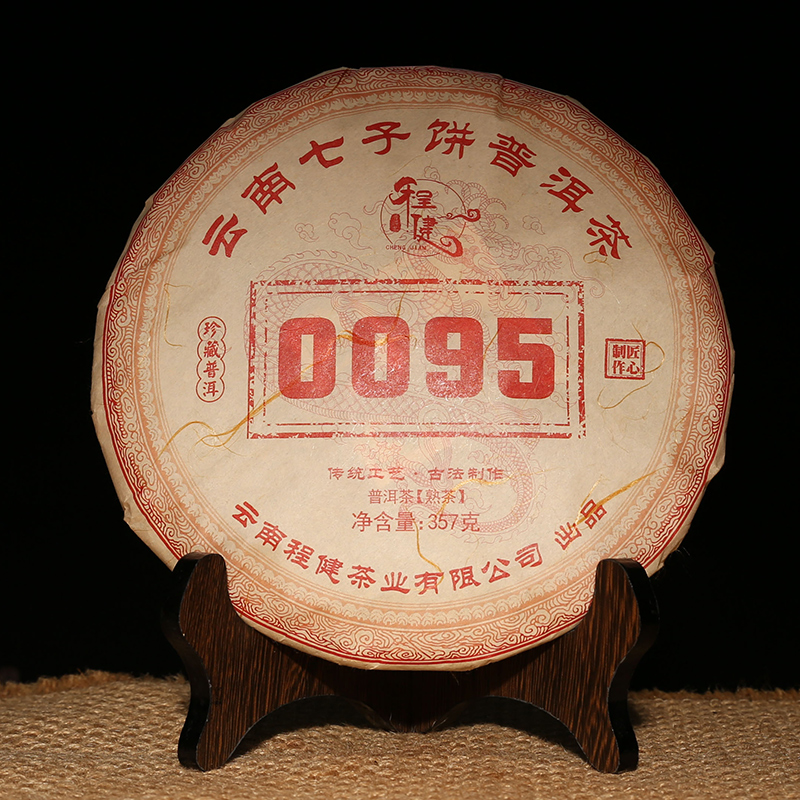 云南七子饼普洱茶
程健
CHENG JIAN
珍藏普洱
0095
匠心
制作
传统工艺·古法制作
普洱茶【熟茶】
净含量:357克
云南程健茶业有限公司 出品